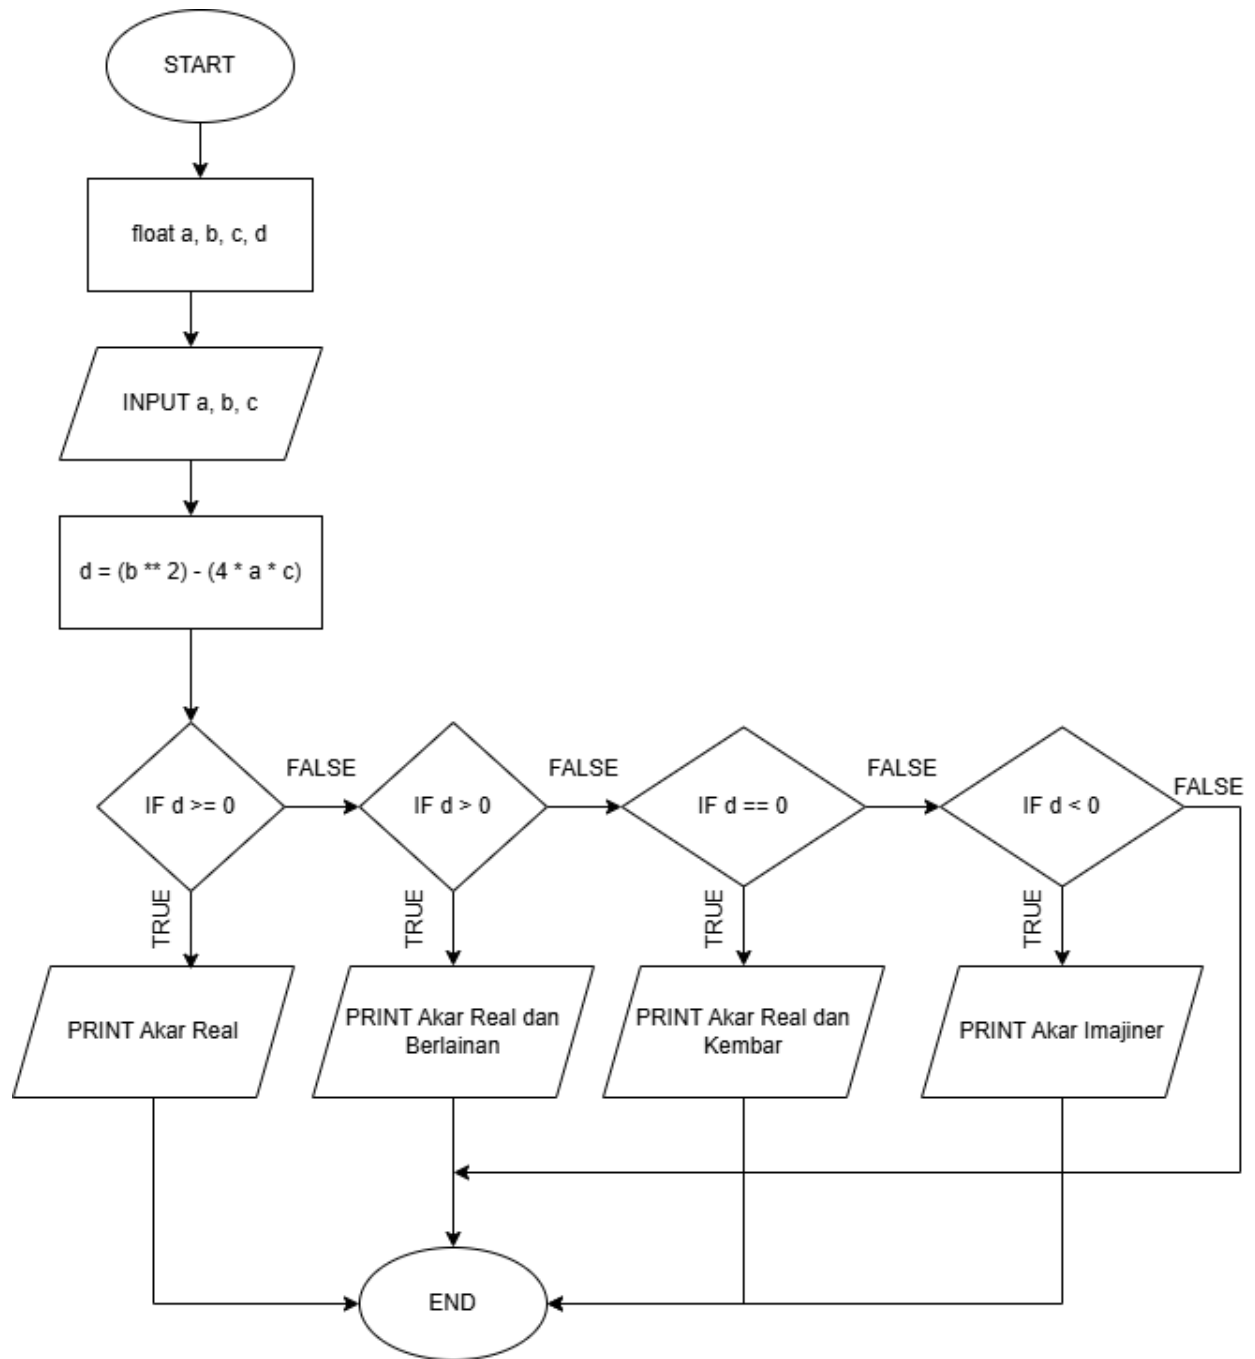 START
float a, b, c, d
INPUT a, b, c
d = (b ** 2) - (4 * a * c)
IF d >= 0
FALSE
IF d > 0
FALSE
IF d == 0
FALSE
IF d < 0
FALSE
TRUE
TRUE
TRUE
TRUE
PRINT Akar Real
PRINT Akar Real dan
Berlainan
PRINT Akar Real dan
Kembar
PRINT Akar Imajiner
END